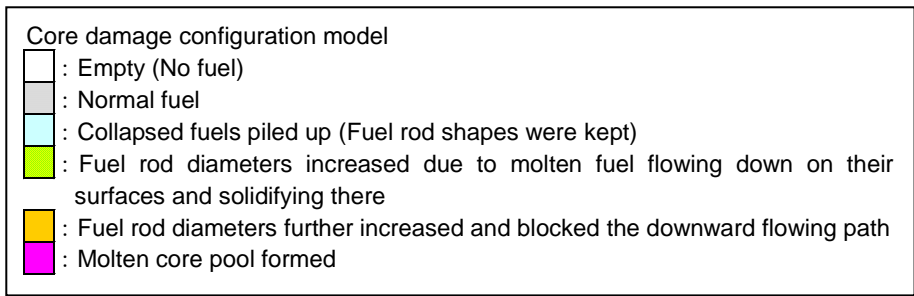 Core damage configuration model
: Empty (No fuel)
: Normal fuel
: Collapsed fuels piled up (Fuel rod shapes were kept)
: Fuel rod diameters increased due to molten fuel flowing down on their
surfaces and solidifying there
: Fuel rod diameters further increased and blocked the downward flowing path
: Molten core pool formed